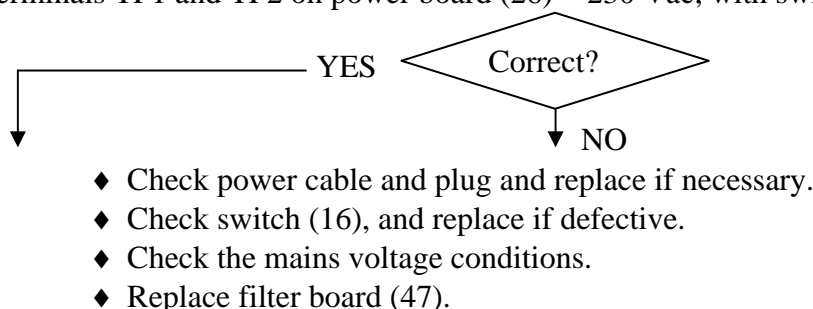 terminals TP1 and TP2 on power board (26) = 230 Vac, with swi
YES Correct?
NO
♦ Check power cable and plug and replace if necessary.
♦ Check switch (16), and replace if defective.
♦ Check the mains voltage conditions.
♦ Replace filter board (47).